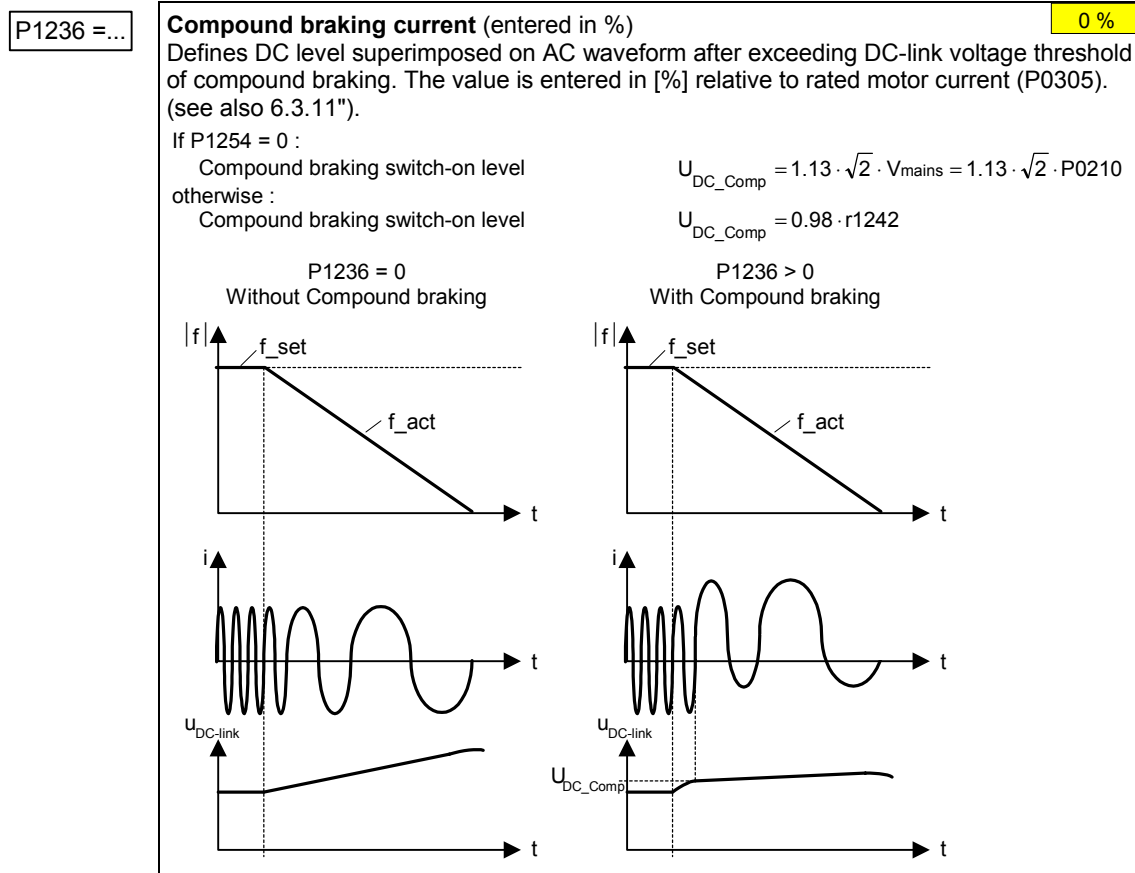 P1236 =...
Compound braking current (entered in %)
0 %
Defines DC level superimposed on AC waveform after exceeding DC-link voltage threshold
of compound braking. The value is entered in [%] relative to rated motor current (P0305).
(see also 6.3.11").
If P1254 = 0 :
Compound braking switch-on level
U_DC_Comp = 1.13 · √2 · Vmains = 1.13 · √2 · P0210
otherwise :
Compound braking switch-on level
U_DC_Comp = 0.98 · r1242
P1236 = 0
Without Compound braking
|f|
f_set
f_act
t
i
t
u_DC-link
t
P1236 > 0
With Compound braking
|f|
f_set
f_act
t
i
t
u_DC-link
U_DC_Comp
t